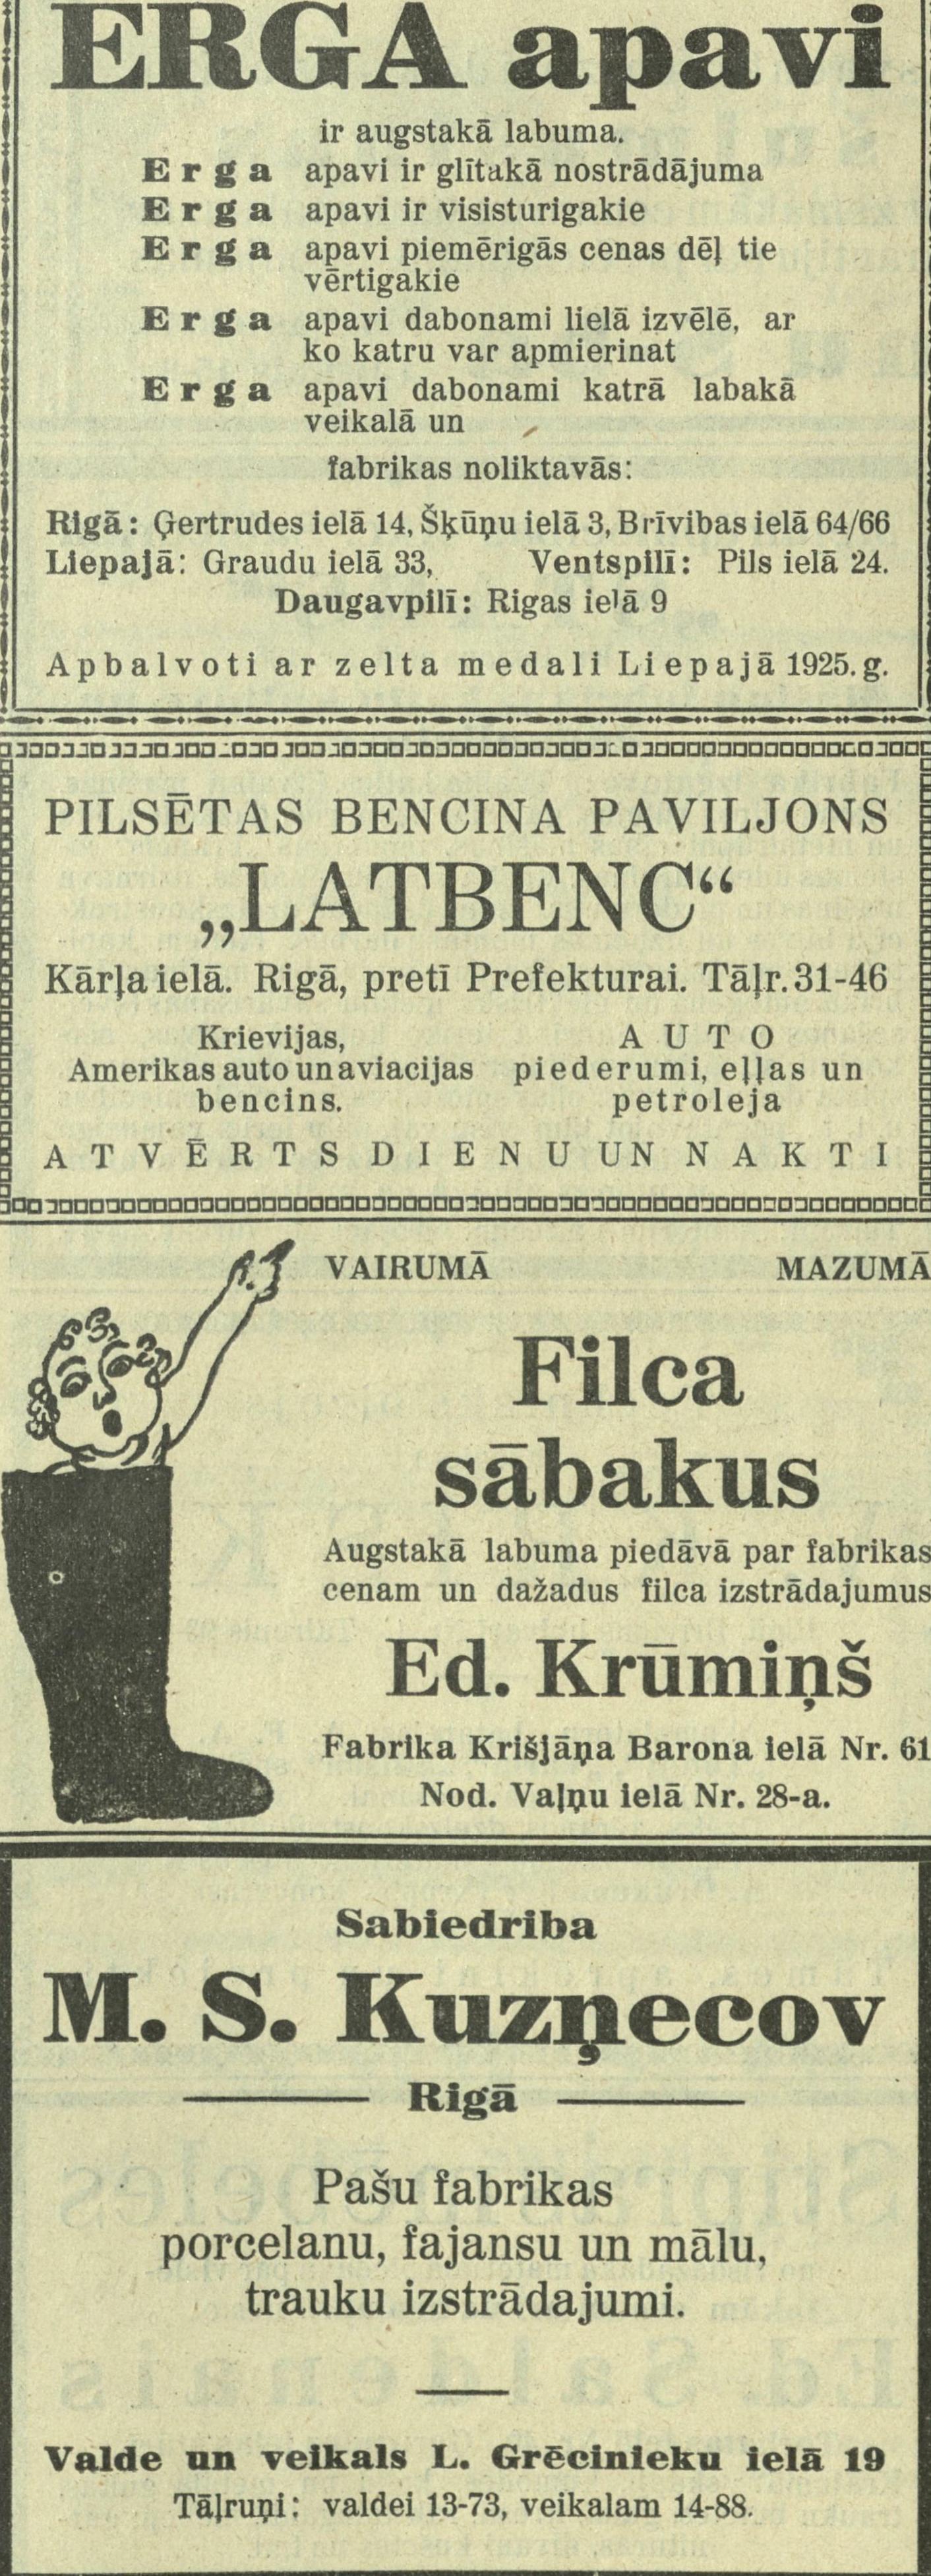 ERGA apavi
ir augstakā labuma.
Erga apavi ir glītakā nostrādājuma
Erga apavi ir visisturigakie
Erga apavi piemērigās cenas dēļ tie
vērtigakie
Erga apavi dabonami lielā izvēlē, ar
ko katru var apmierinat
Erga apavi dabonami katrā labakā
veikalā un
fabrikas noliktavās:
Rigā: Ģertrudes ielā 14, Šķūņu ielā 3, Brīvibas ielā 64/66
Liepajā: Graudu ielā 33, Ventspilī: Pils ielā 24.
Daugavpilī: Rigas ielā 9
Apbalvoti ar zelta medali Liepajā 1925. g.
PILSĒTAS BENCINA PAVILJONS
„LATBENC“
Kārļa ielā. Rigā, pretī Prefekturai. Tāļr. 31-46
Krievijas,
Amerikas auto un aviacijas
bencins.
AUTO
piederumi, eļļas un
petroleja
ATVĒRTS DIENU UN NAKTI
VAIRUMĀ MAZUMĀ
Filca
sābakus
Augstakā labuma piedāvā par fabrikas
cenam un dažadus filca izstrādajumus
Ed. Krūmiņš
Fabrika Krišjāņa Barona ielā Nr. 61
Nod. Vaļņu ielā Nr. 28-a.
Sabiedriba
M. S. Kuzņecov
Rigā
Pašu fabrikas
porcelanu, fajansu un mālu,
trauku izstrādajumi.
Valde un veikals L. Grēcinieku ielā 19
Tāļruņi: valdei 13-73, veikalam 14-88.